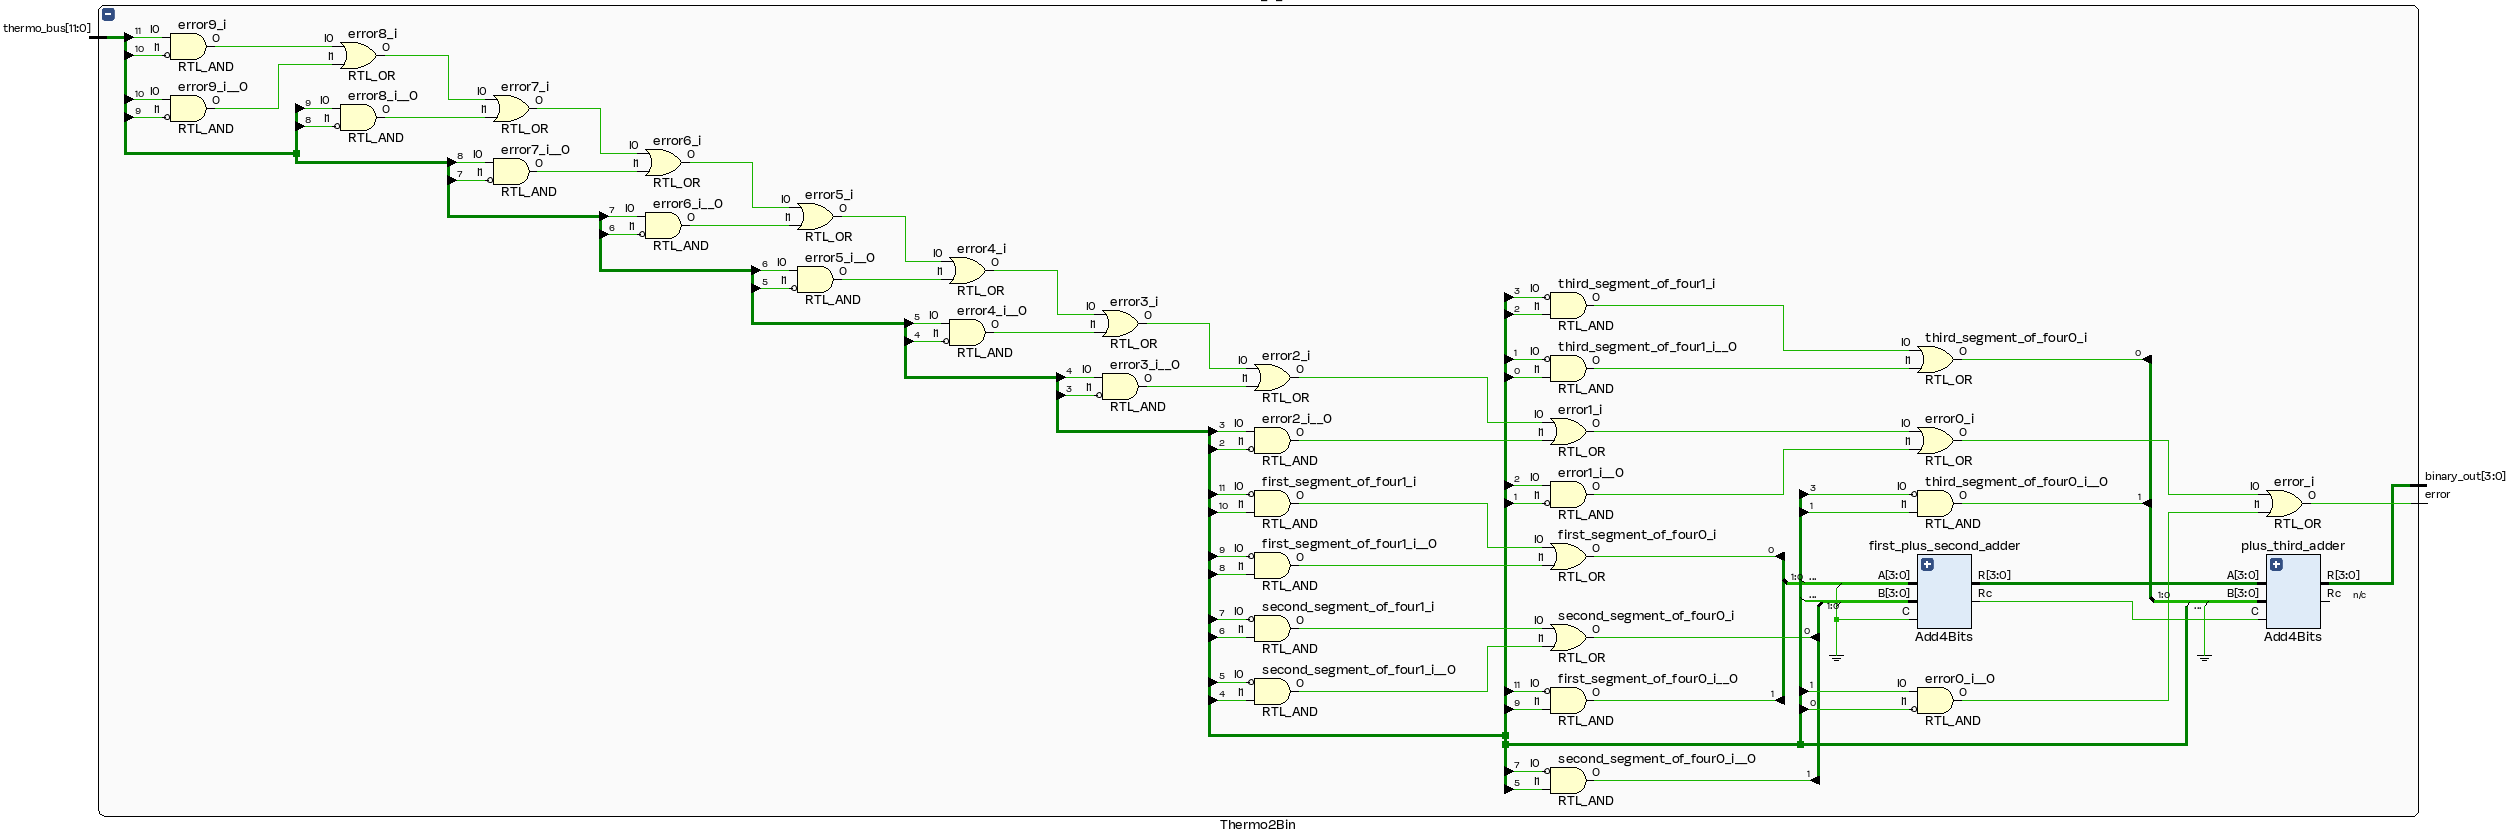 thermo_bus[11:0]
error9_i
11 I0
10 I1
O
RTL_AND
error9_i__0
10 I0
9 I1
O
RTL_AND
error8_i
I0
I1
O
RTL_OR
error8_i__0
9 I0
8 I1
O
RTL_AND
error7_i
I0
I1
O
RTL_OR
error7_i__0
8 I0
7 I1
O
RTL_AND
error6_i
I0
I1
O
RTL_OR
error6_i__0
7 I0
6 I1
O
RTL_AND
error5_i
I0
I1
O
RTL_OR
error5_i__0
6 I0
5 I1
O
RTL_AND
error4_i
I0
I1
O
RTL_OR
error4_i__0
5 I0
4 I1
O
RTL_AND
error3_i
I0
I1
O
RTL_OR
error3_i__0
4 I0
3 I1
O
RTL_AND
error2_i
I0
I1
O
RTL_OR
error2_i__0
3 I0
2 I1
O
RTL_AND
first_segment_of_four1_i
11 I0
10 I1
O
RTL_AND
first_segment_of_four1_i__0
9 I0
8 I1
O
RTL_AND
second_segment_of_four1_i
7 I0
6 I1
O
RTL_AND
second_segment_of_four1_i__0
5 I0
4 I1
O
RTL_AND
third_segment_of_four1_i
3 I0
2 I1
O
RTL_AND
third_segment_of_four1_i__0
1 I0
0 I1
O
RTL_AND
error1_i
I0
I1
O
RTL_OR
error1_i__0
2 I0
1 I1
O
RTL_AND
first_segment_of_four0_i
I0
I1
O
0
RTL_OR
second_segment_of_four0_i
I0
I1
O
0
RTL_OR
first_segment_of_four0_i__0
11 I0
9 I1
O
1
RTL_AND
second_segment_of_four0_i__0
7 I0
5 I1
O
1
RTL_AND
third_segment_of_four0_i
I0
I1
O
0
RTL_OR
error0_i
I0
I1
O
RTL_OR
third_segment_of_four0_i__0
3 I0
1 I1
O
1
RTL_AND
first_plus_second_adder
1:0 ... A[3:0]
... 1:0 B[3:0]
C
R[3:0]
Rc
Add4Bits
error0_i__0
1 I0
0 I1
O
RTL_AND
error_i
I0
I1
O
RTL_OR
plus_third_adder
A[3:0]
1:0 ... B[3:0]
C
R[3:0]
Rc n/c
Add4Bits
binary_out[3:0]
error
Thermo2Bin